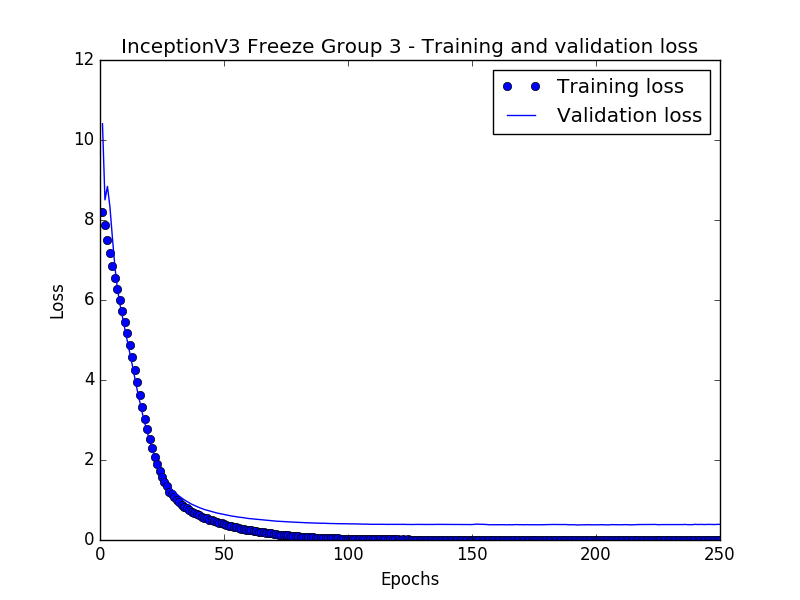 InceptionV3 Freeze Group 3 - Training and validation loss
Training loss
Validation loss
12
10
8
6
4
2
0
Loss
0 50 100 150 200 250
Epochs